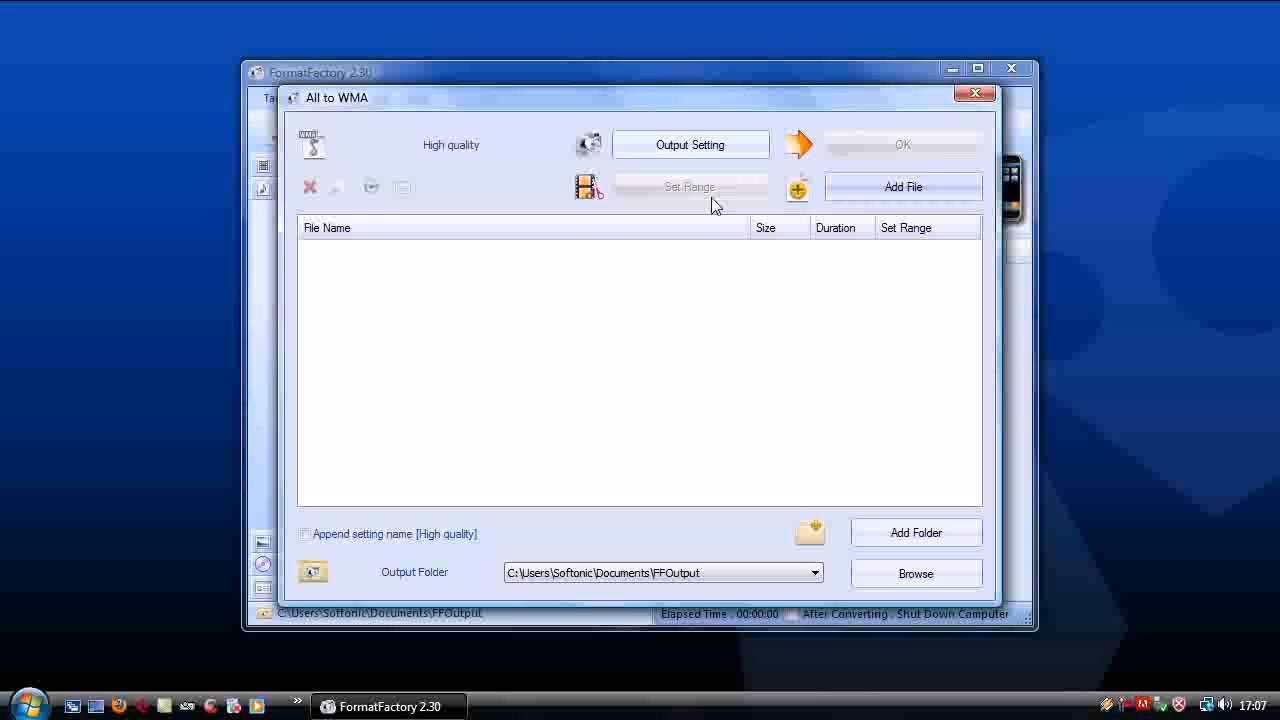 FormatFactory 2.30
Ta
All to WMA
WMA
High quality
Output Setting
OK
Set Range
Add File
File Name Size Duration Set Range
Append setting name [High quality]
Add Folder
Output Folder
C:\Users\Softonic\Documents\FFOutput
Browse
C:\Users\Softonic\Documents\FFOutput
Elapsed Time : 00:00:00
After Converting : Shut Down Computer
FormatFactory 2.30
17:07